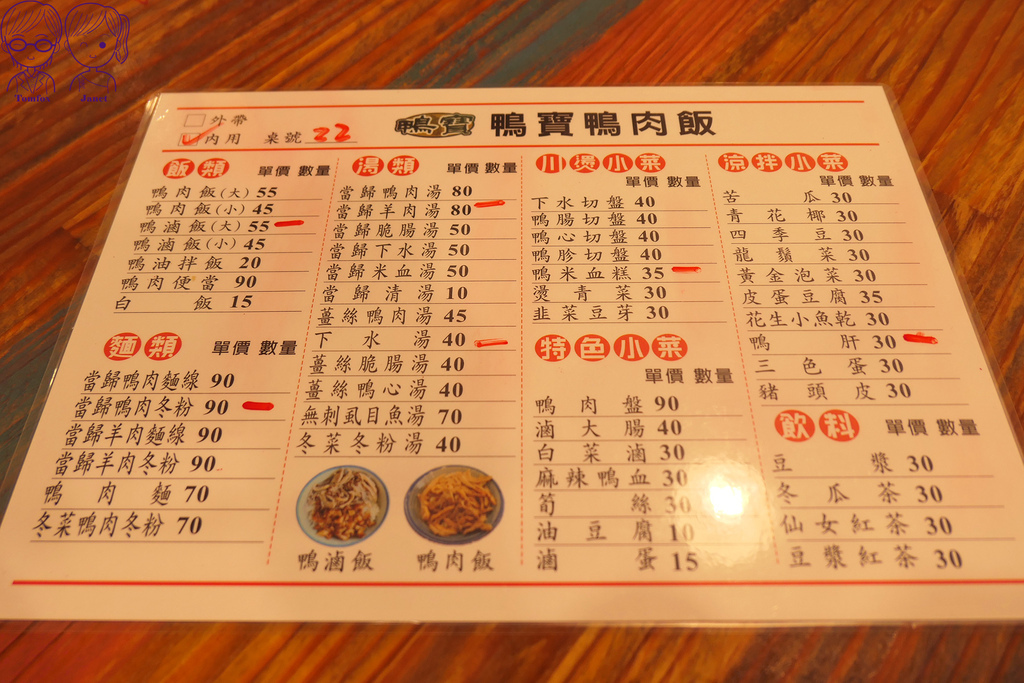 Tomfox Janet
外帶
內用 桌號 22
鴨寶 鴨寶鴨肉飯
飯類 單價 數量
鴨肉飯(大) 55
鴨肉飯(小) 45
鴨滷飯(大) 55
鴨滷飯(小) 45
鴨油拌飯 20
鴨肉便當 90
白飯 15
麵類 單價 數量
當歸鴨肉麵線 90
當歸鴨肉冬粉 90
當歸羊肉麵線 90
當歸羊肉冬粉 90
鴨肉麵 70
冬菜鴨肉冬粉 70
湯類 單價 數量
當歸鴨肉湯 80
當歸羊肉湯 80
當歸脆腸湯 50
當歸下水湯 50
當歸米血湯 50
當歸清湯 10
薑絲鴨肉湯 45
下水湯 40
薑絲脆腸湯 40
薑絲鴨心湯 40
無刺虱目魚湯 70
冬菜冬粉湯 40
鴨滷飯 鴨肉飯
川燙小菜
單價 數量
下水切盤 40
鴨腸切盤 40
鴨心切盤 40
鴨胗切盤 40
鴨米血糕 35
燙青菜 30
韭菜豆芽 30
特色小菜
單價 數量
鴨肉盤 90
滷大腸 40
白菜滷 30
麻辣鴨血 30
筍絲 30
油豆腐 10
滷蛋 15
涼拌小菜
單價 數量
苦瓜 30
青花椰 30
四季豆 30
龍鬚菜 30
黃金泡菜 30
皮蛋豆腐 35
花生小魚乾 30
鴨肝 30
三色蛋 30
豬頭皮 30
飲料 單價 數量
豆漿 30
冬瓜茶 30
仙女紅茶 30
豆漿紅茶 30